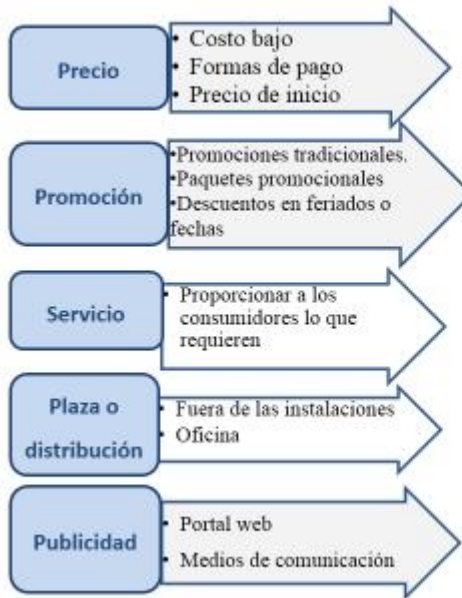 Precio
• Costo bajo
• Formas de pago
• Precio de inicio
Promoción
•Promociones tradicionales.
•Paquetes promocionales
•Descuentos en feriados o
fechas
Servicio
• Proporcionar a los
consumidores lo que
requieren
Plaza o
distribución
• Fuera de las instalaciones
• Oficina
Publicidad
• Portal web
• Medios de comunicación